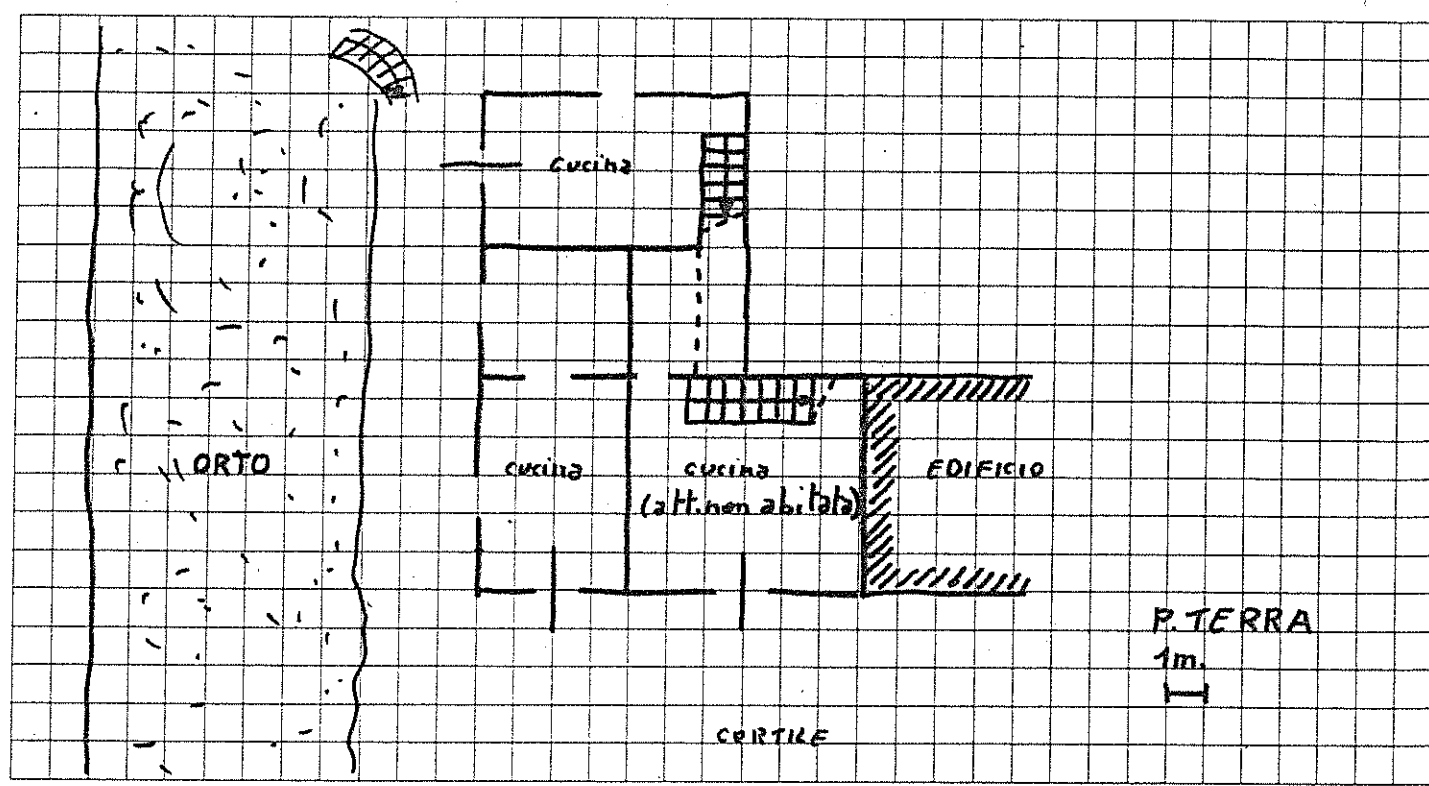 cucina
ORTO
cucina
cucina
(att. non abitata)
EDIFICIO
P. TERRA
1m.
CORTILE